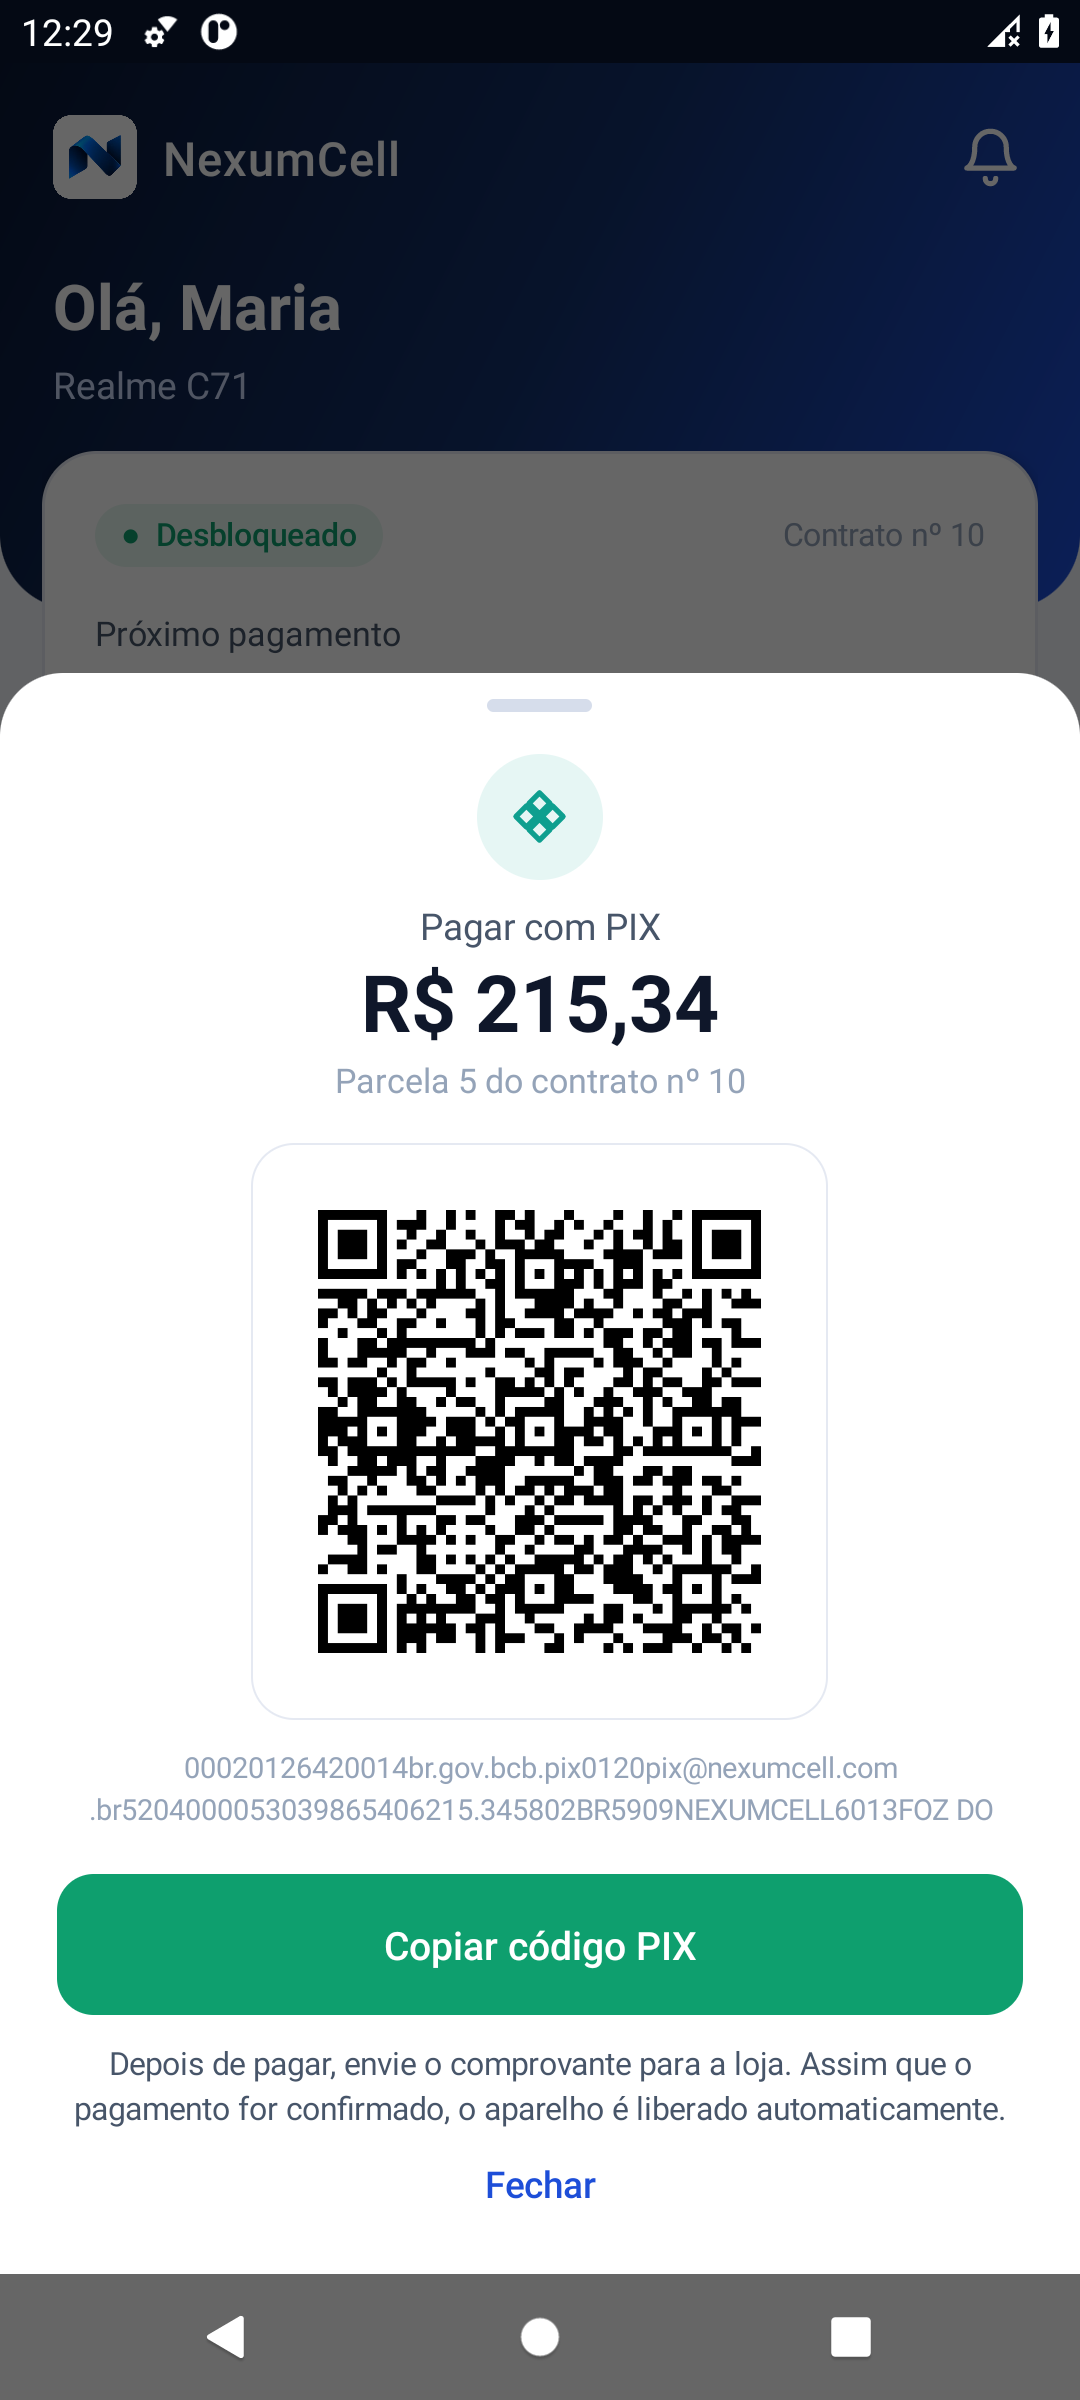 12:29
NexumCell
Olá, Maria
Realme C71
Desbloqueado
Contrato nº 10
Próximo pagamento
Pagar com PIX
R$ 215,34
Parcela 5 do contrato nº 10
00020126420014br.gov.bcb.pix0120pix@nexumcell.com
.br5204000053039865406215.345802BR5909NEXUMCELL6013FOZ DO
Copiar código PIX
Depois de pagar, envie o comprovante para a loja. Assim que o
pagamento for confirmado, o aparelho é liberado automaticamente.
Fechar